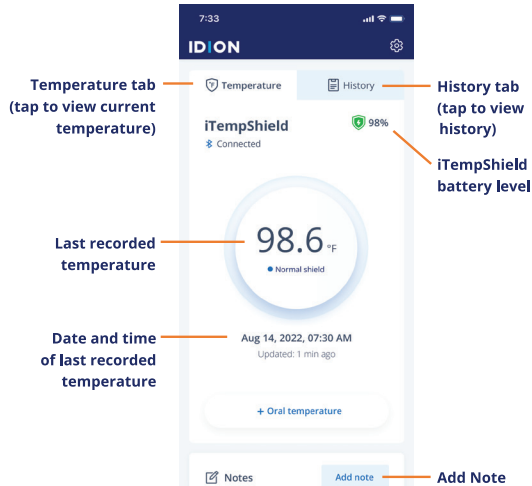 7:33
IDION
Temperature
History
Temperature tab
(tap to view current
temperature)
History tab
(tap to view
history)
iTempShield
98%
Connected
iTempShield
battery level
98.6 °F
Normal shield
Last recorded
temperature
Aug 14, 2022, 07:30 AM
Updated: 1 min ago
Date and time
of last recorded
temperature
+ Oral temperature
Notes
Add note
Add Note